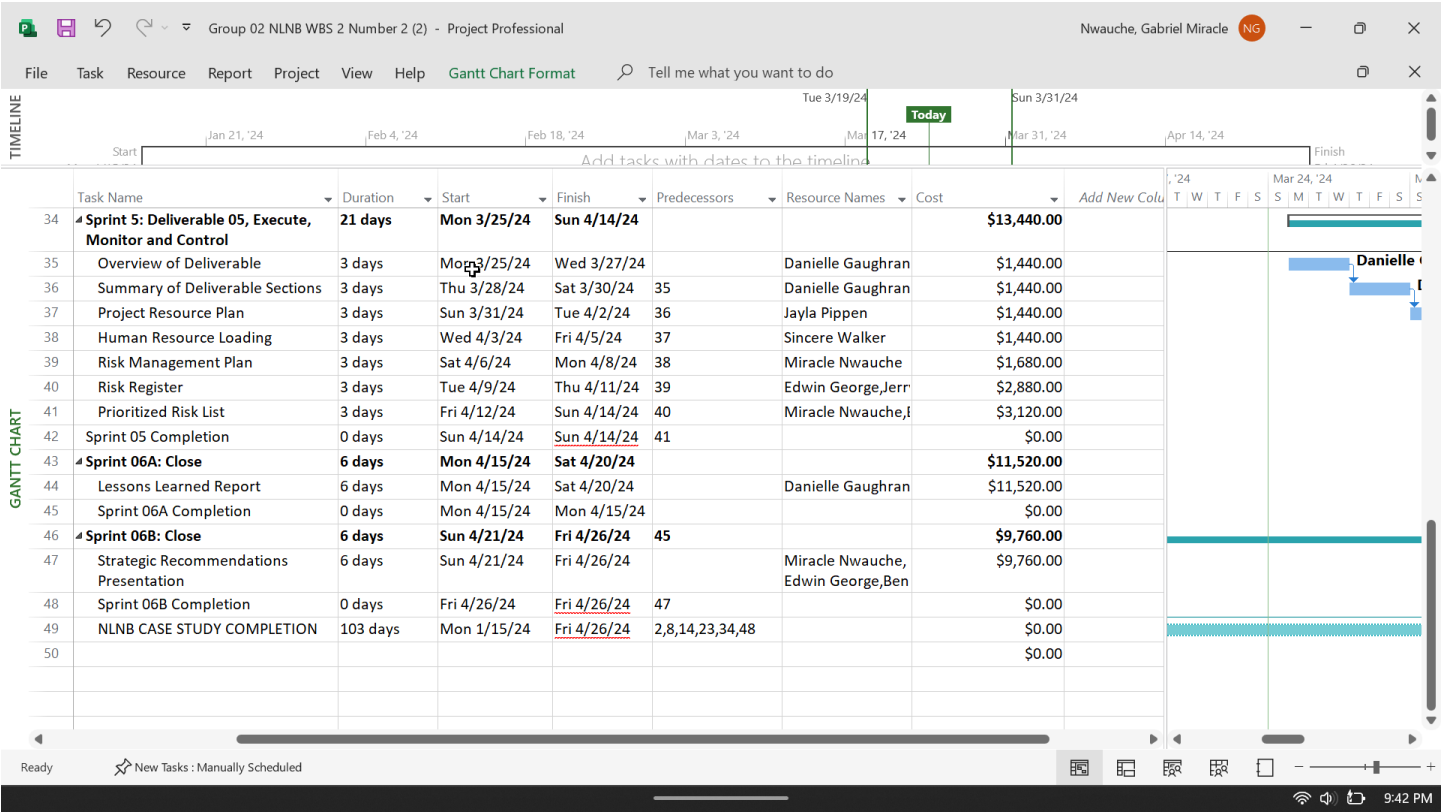 Group 02 NLNB WBS 2 Number 2 (2) - Project Professional
Nwauche, Gabriel Miracle NG
File Task Resource Report Project View Help Gantt Chart Format Tell me what you want to do
TIMELINE
Tue 3/19/24 Sun 3/31/24
Today
Jan 21, '24 Feb 4, '24 Feb 18, '24 Mar 3, '24 Mar 17, '24 Mar 31, '24 Apr 14, '24
Start Finish
Add tasks with dates to the timeline
, '24 Mar 24, '24 M
Task Name Duration Start Finish Predecessors Resource Names Cost Add New Colu T W T F S S M T W T F S S
34 Sprint 5: Deliverable 05, Execute, 21 days Mon 3/25/24 Sun 4/14/24 $13,440.00
Monitor and Control
35 Overview of Deliverable 3 days Mon 3/25/24 Wed 3/27/24 Danielle Gaughran $1,440.00 Danielle
36 Summary of Deliverable Sections 3 days Thu 3/28/24 Sat 3/30/24 35 Danielle Gaughran $1,440.00
37 Project Resource Plan 3 days Sun 3/31/24 Tue 4/2/24 36 Jayla Pippen $1,440.00
38 Human Resource Loading 3 days Wed 4/3/24 Fri 4/5/24 37 Sincere Walker $1,440.00
39 Risk Management Plan 3 days Sat 4/6/24 Mon 4/8/24 38 Miracle Nwauche $1,680.00
40 Risk Register 3 days Tue 4/9/24 Thu 4/11/24 39 Edwin George,Jerr $2,880.00
41 Prioritized Risk List 3 days Fri 4/12/24 Sun 4/14/24 40 Miracle Nwauche,E $3,120.00
42 Sprint 05 Completion 0 days Sun 4/14/24 Sun 4/14/24 41 $0.00
43 Sprint 06A: Close 6 days Mon 4/15/24 Sat 4/20/24 $11,520.00
44 Lessons Learned Report 6 days Mon 4/15/24 Sat 4/20/24 Danielle Gaughran $11,520.00
45 Sprint 06A Completion 0 days Mon 4/15/24 Mon 4/15/24 $0.00
46 Sprint 06B: Close 6 days Sun 4/21/24 Fri 4/26/24 45 $9,760.00
47 Strategic Recommendations 6 days Sun 4/21/24 Fri 4/26/24 Miracle Nwauche, $9,760.00
Presentation Edwin George,Ben
48 Sprint 06B Completion 0 days Fri 4/26/24 Fri 4/26/24 47 $0.00
49 NLNB CASE STUDY COMPLETION 103 days Mon 1/15/24 Fri 4/26/24 2,8,14,23,34,48 $0.00
50 $0.00
GANTT CHART
Ready New Tasks : Manually Scheduled
9:42 PM